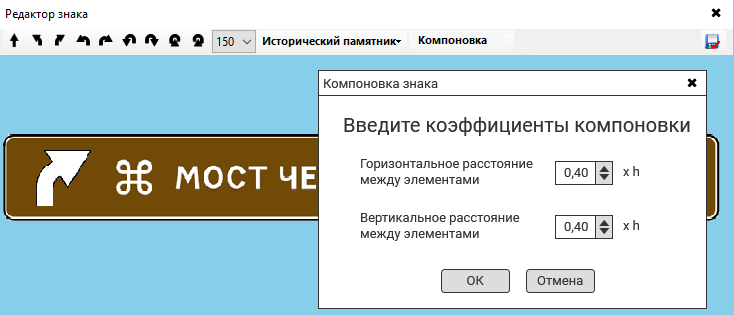 Редактор знака
150 Исторический памятник Компоновка
Компоновка знака
Введите коэффициенты компоновки
Горизонтальное расстояние
между элементами
0,40 x h
Вертикальное расстояние
между элементами
0,40 x h
ОК Отмена
МОСТ ЧЕ